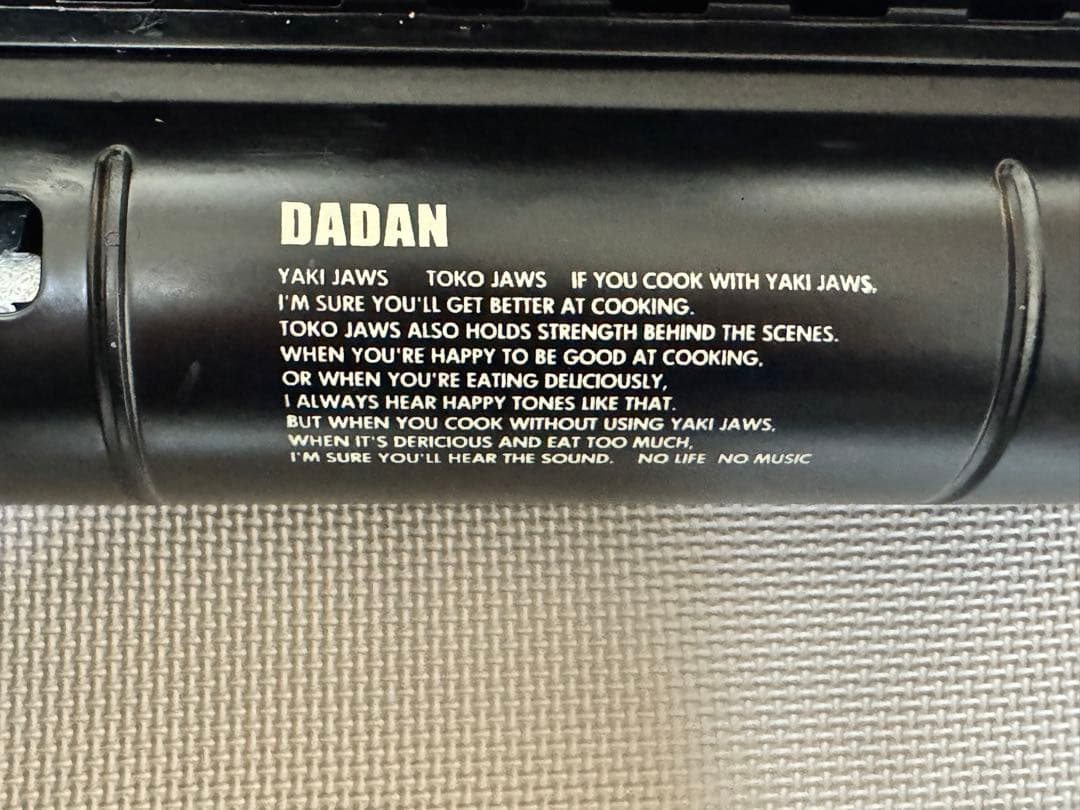 DADAN
YAKI JAWS TOKO JAWS IF YOU COOK WITH YAKI JAWS,
I'M SURE YOU'LL GET BETTER AT COOKING.
TOKO JAWS ALSO HOLDS STRENGTH BEHIND THE SCENES.
WHEN YOU'RE HAPPY TO BE GOOD AT COOKING,
OR WHEN YOU'RE EATING DELICIOUSLY,
I ALWAYS HEAR HAPPY TONES LIKE THAT.
BUT WHEN YOU COOK WITHOUT USING YAKI JAWS,
WHEN IT'S DERICIOUS AND EAT TOO MUCH,
I'M SURE YOU'LL HEAR THE SOUND. NO LIFE NO MUSIC